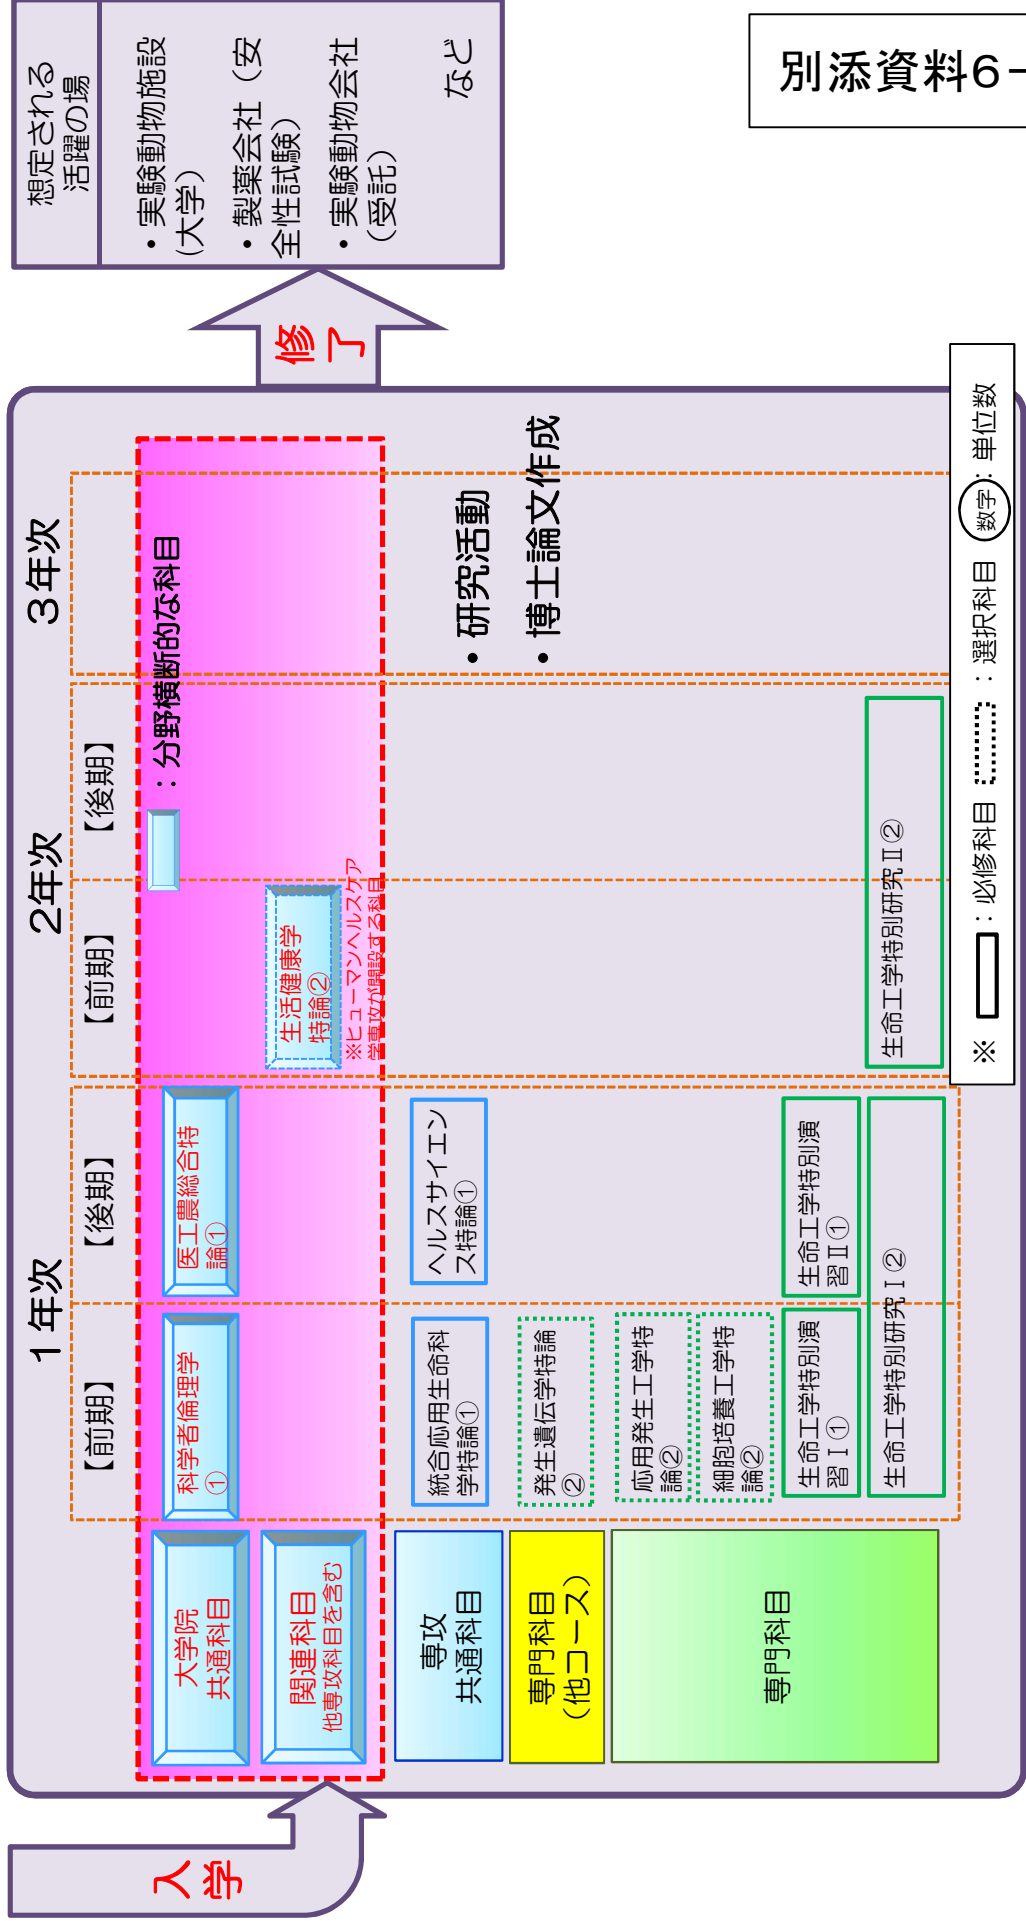 別添資料6-
入
学
1年次
2年次
3年次
【前期】
【後期】
【前期】
【後期】
：分野横断的な科目
大学院
共通科目
科学者倫理学
①
医工農総合特
論①
関連科目
他専攻科目を含む
生活健康学
特論②
※ヒューマンヘルスケア
学専攻が開設する科目
専攻
共通科目
統合応用生命科
学特論①
ヘルスサイエン
ス特論①
専門科目
(他コース)
発生遺伝学特論
②
専門科目
応用発生工学特
論②
細胞培養工学特
論②
生命工学特別演
習Ⅰ①
生命工学特別演
習Ⅱ①
生命工学特別研究Ⅰ②
生命工学特別研究Ⅱ②
・研究活動
・博士論文作成
※ ：必修科目 ：選択科目 数字：単位数
修
了
想定される
活躍の場
・実験動物施設
(大学)
・製薬会社（安
全性試験）
・実験動物会社
（受託）
など